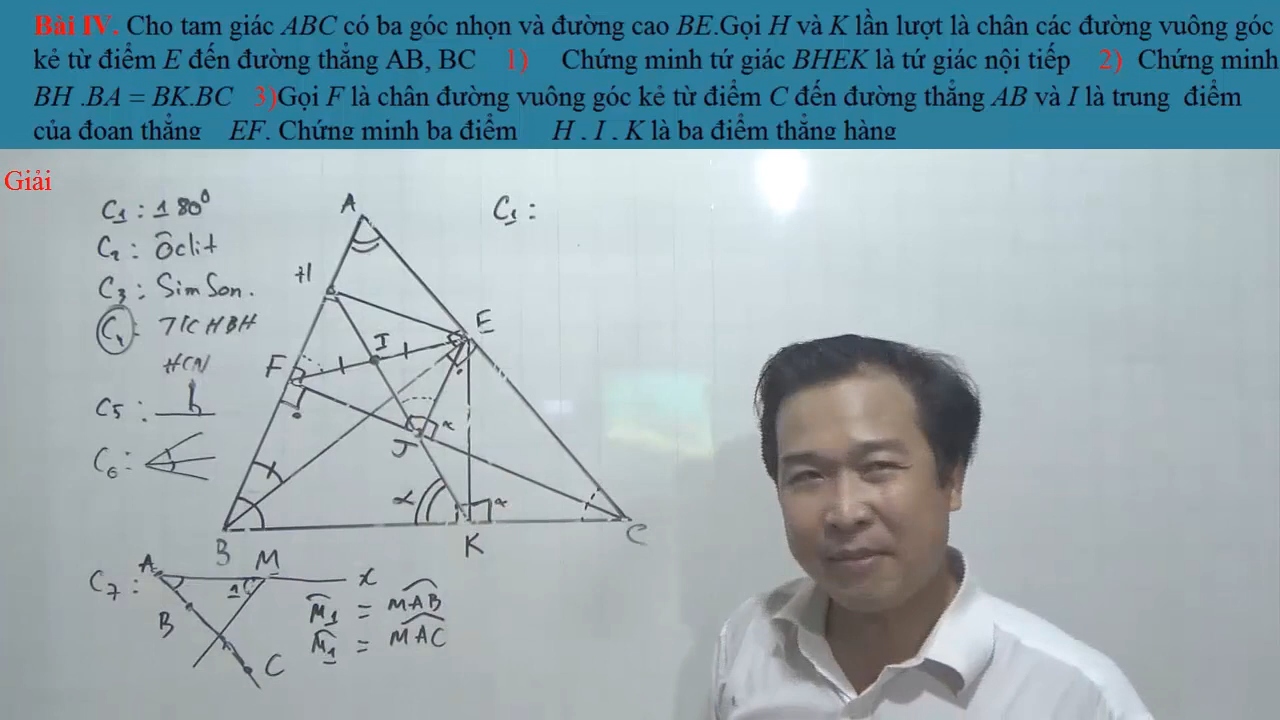 Bài IV. Cho tam giác ABC có ba góc nhọn và đường cao BE.Gọi H và K lần lượt là chân các đường vuông góc
kẻ từ điểm E đến đường thẳng AB, BC 1) Chứng minh tứ giác BHEK là tứ giác nội tiếp 2) Chứng minh
BH .BA = BK.BC 3)Gọi F là chân đường vuông góc kẻ từ điểm C đến đường thẳng AB và I là trung điểm
của đoan thẳng EF. Chứng minh ba điểm H , I , K là ba điểm thẳng hàng
Giải
C1 : 180°
C2 : Ơclit
C3 : SimSon.
C4 :
HBH
HCN
C5 :
C6 :
C1 :
A
H
E
I
F
J
α
α
α
B
K
C
C7 :
A
M
x
1
B
C
M1 = MAB
M1 = MAC